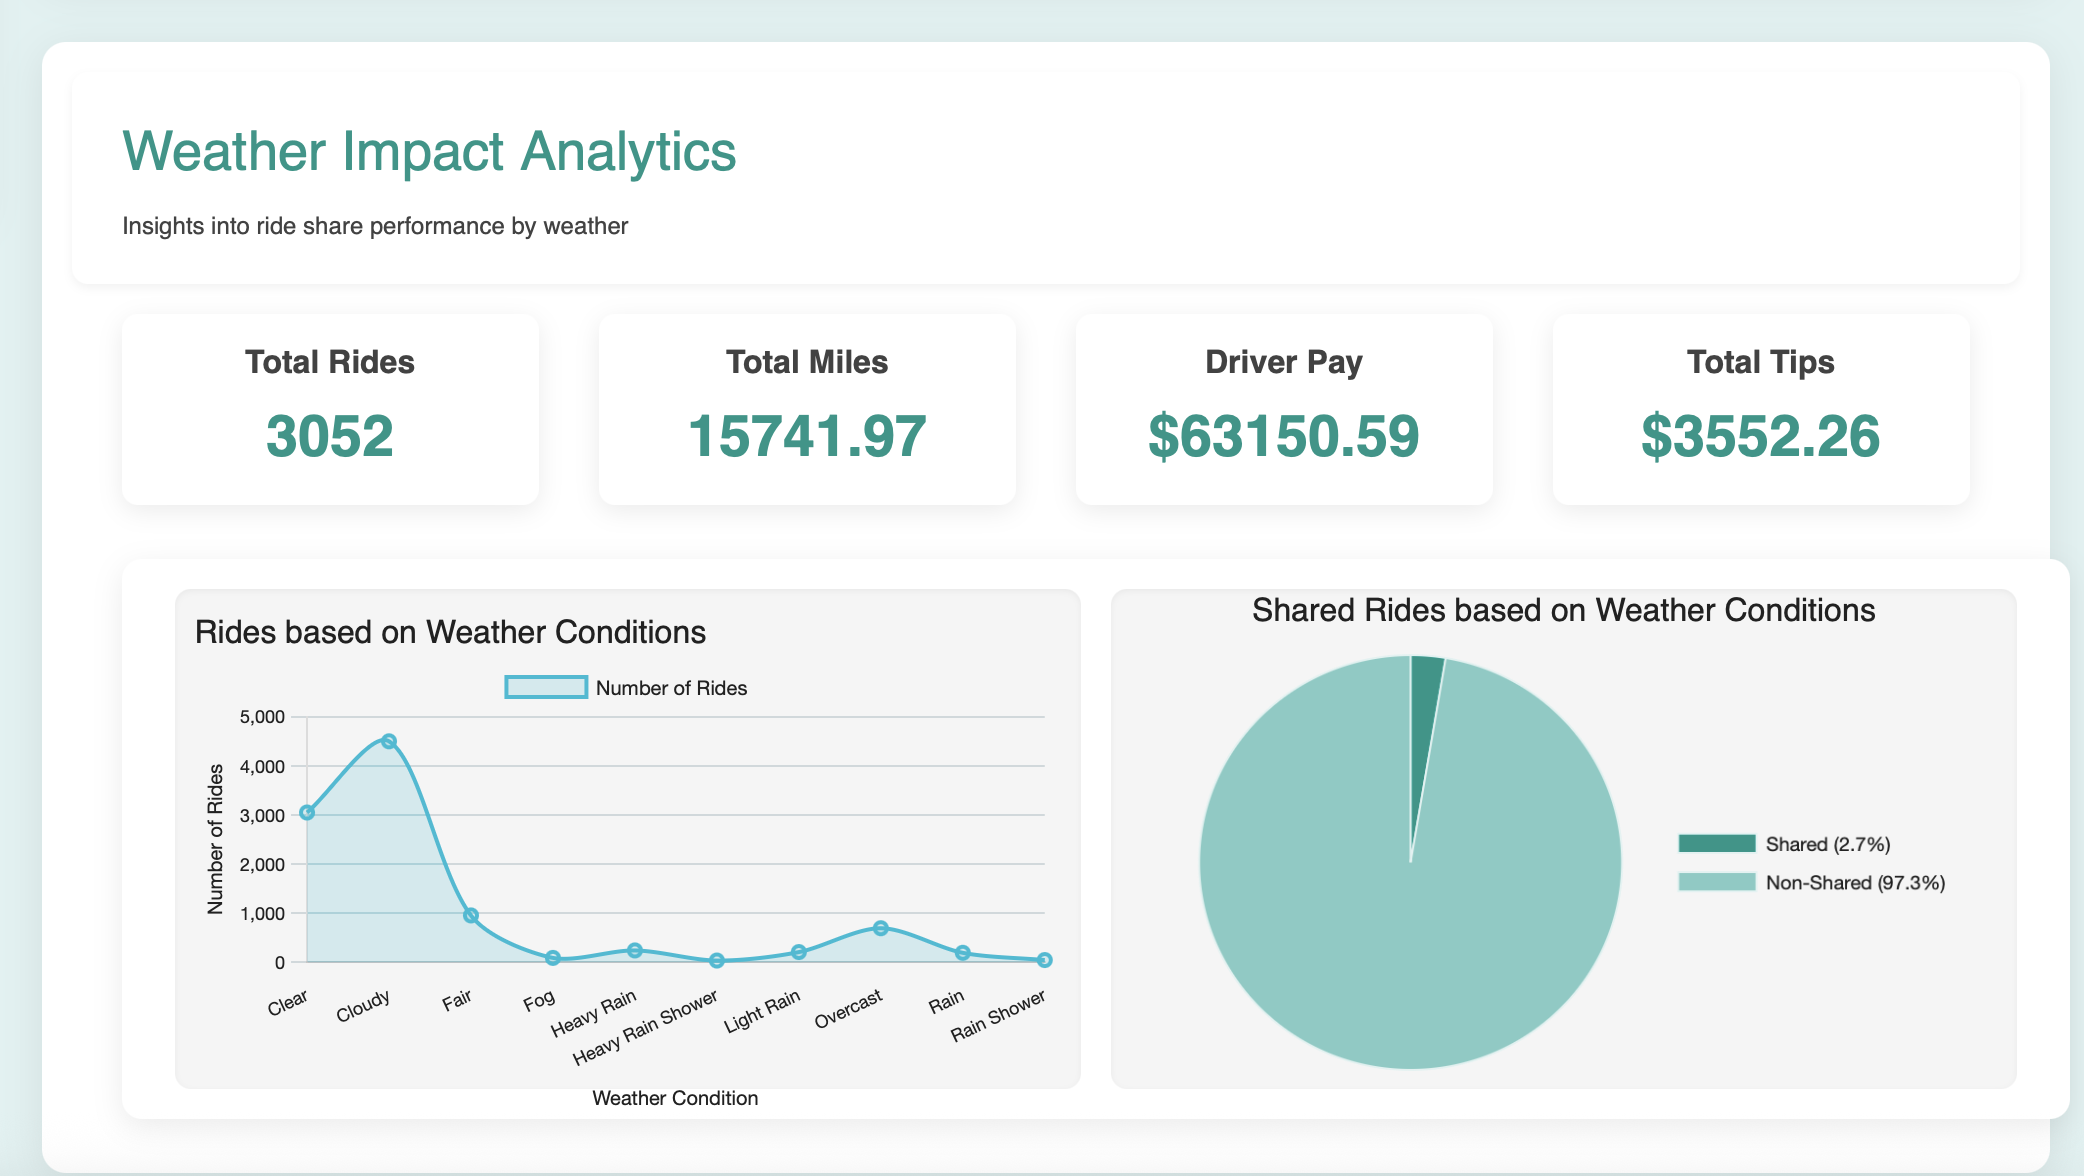 Weather Impact Analytics
Insights into ride share performance by weather
Total Rides
3052
Total Miles
15741.97
Driver Pay
$63150.59
Total Tips
$3552.26
Rides based on Weather Conditions
Number of Rides
Number of Rides
5,000
4,000
3,000
2,000
1,000
0
Clear
Cloudy
Fair
Fog
Heavy Rain
Heavy Rain Shower
Light Rain
Overcast
Rain
Rain Shower
Weather Condition
Shared Rides based on Weather Conditions
Shared (2.7%)
Non-Shared (97.3%)